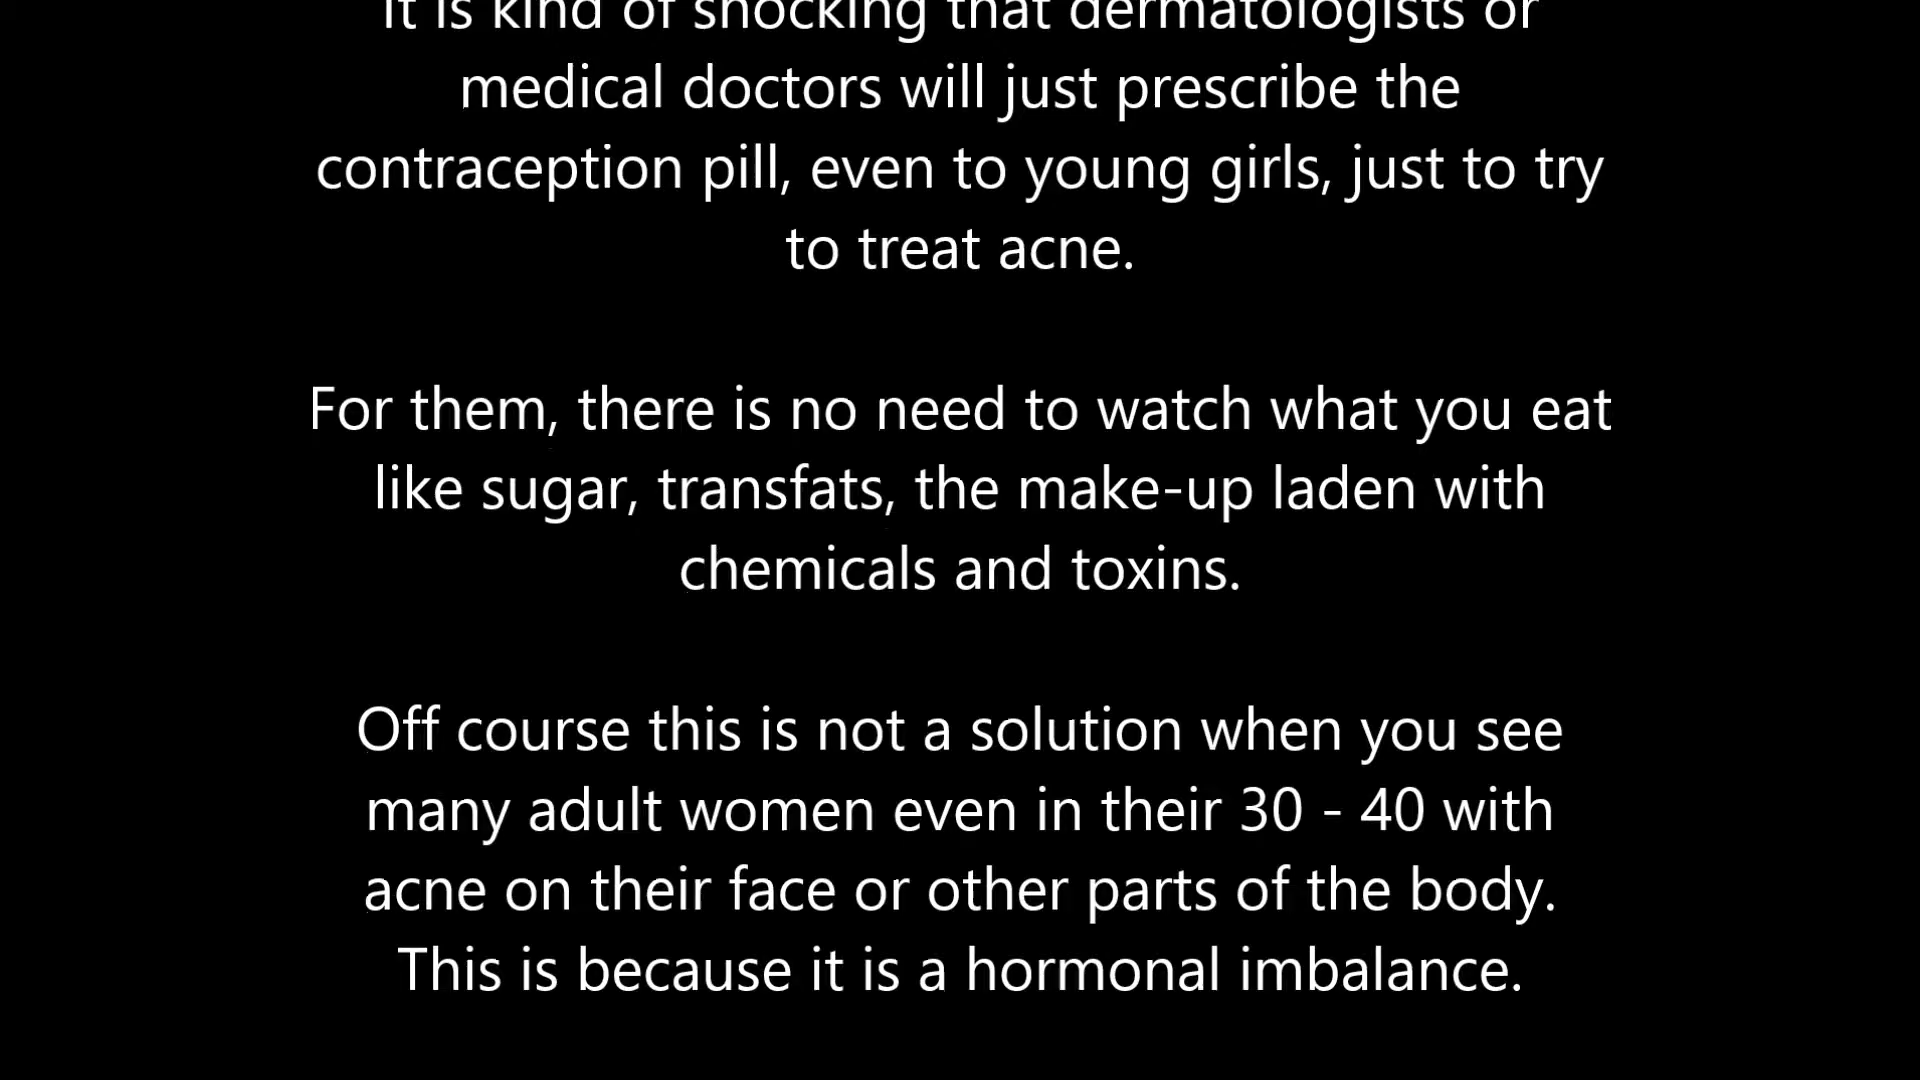 It is kind of shocking that dermatologists or
medical doctors will just prescribe the
contraception pill, even to young girls, just to try
to treat acne.
For them, there is no need to watch what you eat
like sugar, transfats, the make-up laden with
chemicals and toxins.
Off course this is not a solution when you see
many adult women even in their 30 - 40 with
acne on their face or other parts of the body.
This is because it is a hormonal imbalance.